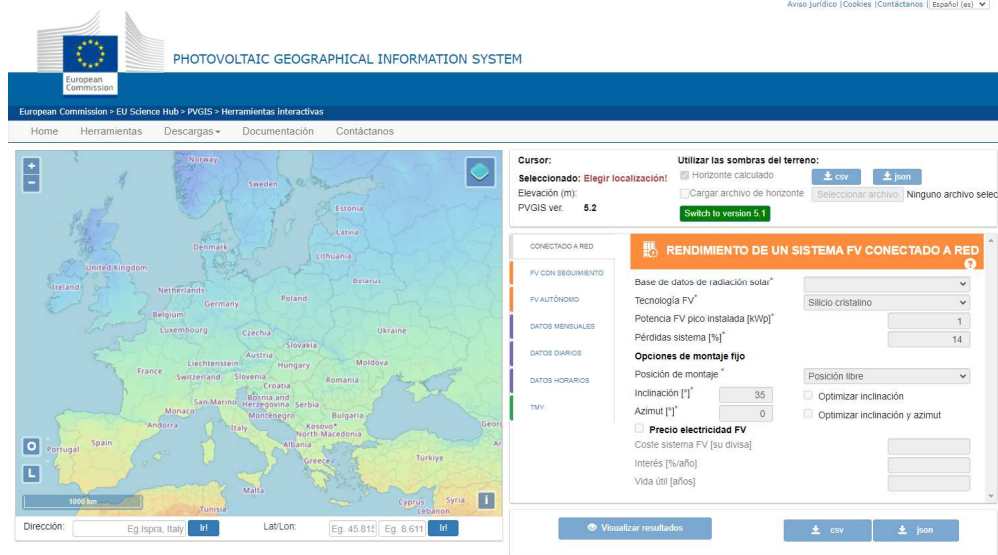 Aviso jurídico |Cookies |Contáctanos | Español (es)
European
Commission
PHOTOVOLTAIC GEOGRAPHICAL INFORMATION SYSTEM
European Commission > EU Science Hub > PVGIS > Herramientas interactivas
Home Herramientas Descargas Documentación Contáctanos
+
−
Norway
Sweden
Estonia
Latvia
Denmark
Lithuania
United Kingdom
Ireland
Belarus
Netherlands
Germany
Poland
Belgium
Luxembourg
Czechia
Ukraine
Slovakia
Liechtenstein
Austria
Hungary
Moldova
France
Switzerland
Slovenia
Croatia
Romania
San Marino
Bosnia and
Herzegovina
Serbia
Monaco
Montenegro
Bulgaria
Andorra
Italy
Kosovo*
North Macedonia
Georg
Spain
Portugal
Albania
Ar
Greece
Türkiye
L
Malta
1000 km
Tunisia
Cyprus
Syria
Lebanon
i
Dirección: Eg.Ispra, Italy Ir! Lat/Lon: Eg. 45.815 Eg. 8.611 Ir!
Cursor:
Seleccionado: Elegir localización!
Elevación (m):
PVGIS ver. 5.2
Utilizar las sombras del terreno:
Horizonte calculado csv json
Cargar archivo de horizonte Seleccionar archivo Ninguno archivo selec
Switch to version 5.1
CONECTADO A RED
FV CON SEGUIMIENTO
FV AUTÓNOMO
DATOS MENSUALES
DATOS DIARIOS
DATOS HORARIOS
TMY
RENDIMIENTO DE UN SISTEMA FV CONECTADO A RED
?
Base de datos de radiación solar*
Tecnología FV* Silicio cristalino
Potencia FV pico instalada [kWp]* 1
Pérdidas sistema [%]* 14
Opciones de montaje fijo
Posición de montaje * Posición libre
Inclinación [°]* 35 Optimizar inclinación
Azimut [°]* 0 Optimizar inclinación y azimut
Precio electricidad FV
Coste sistema FV [su divisa]
Interés [%/año]
Vida útil [años]
Visualizar resultados csv json